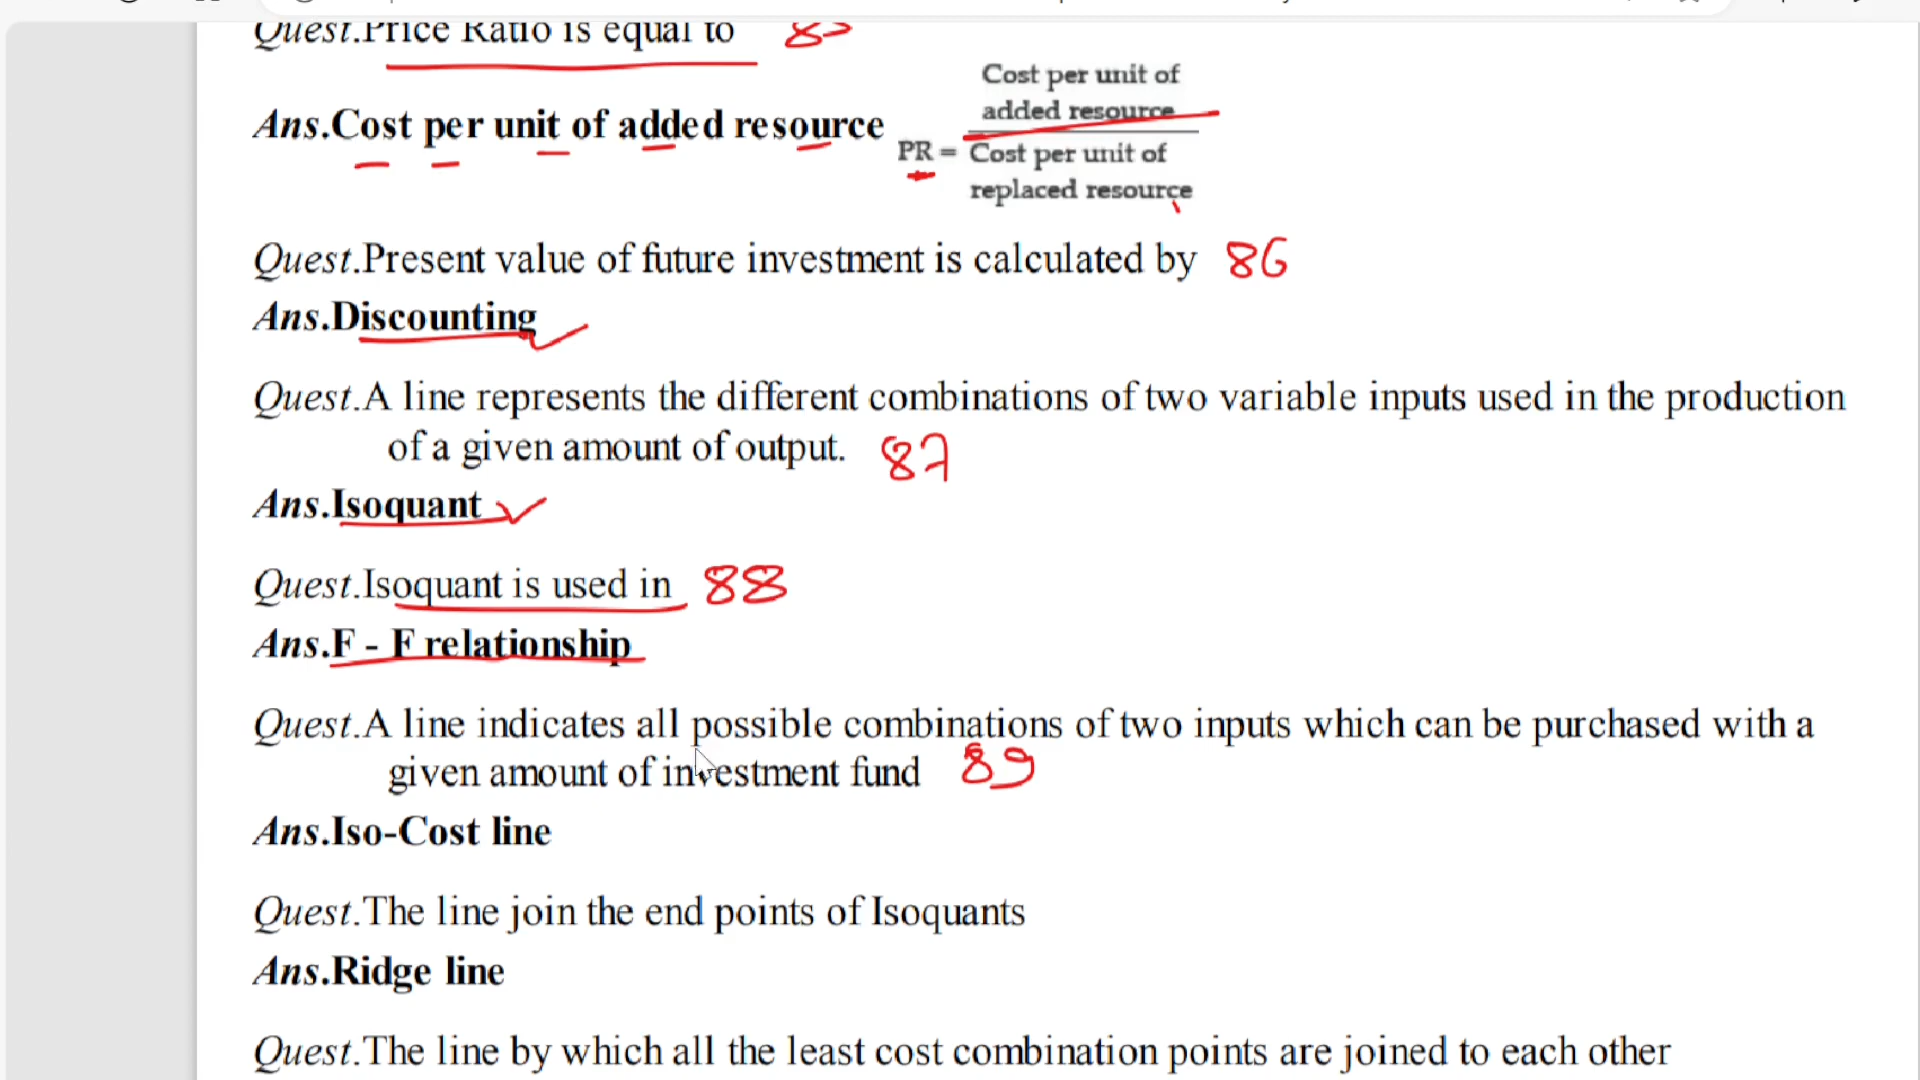 Quest.Price Ratio is equal to 85
Ans.Cost per unit of added resource
PR = Cost per unit of added resource
Cost per unit of replaced resource
Quest.Present value of future investment is calculated by 86
Ans.Discounting
Quest.A line represents the different combinations of two variable inputs used in the production
of a given amount of output. 87
Ans.Isoquant
Quest.Isoquant is used in 88
Ans.F - F relationship
Quest.A line indicates all possible combinations of two inputs which can be purchased with a
given amount of investment fund 89
Ans.Iso-Cost line
Quest.The line join the end points of Isoquants
Ans.Ridge line
Quest.The line by which all the least cost combination points are joined to each other